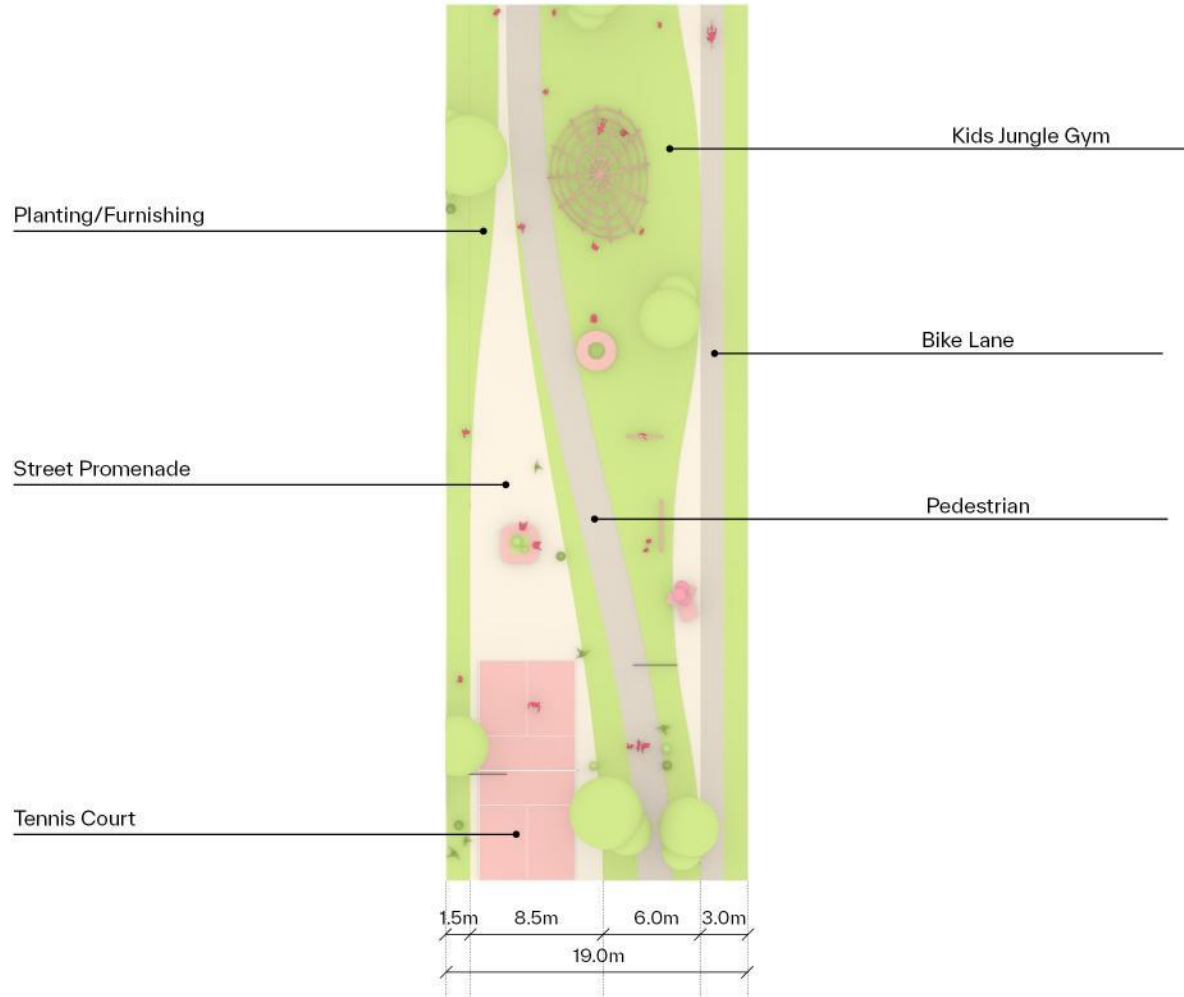 Kids Jungle Gym
Planting/Furnishing
Bike Lane
Street Promenade
Pedestrian
Tennis Court
1.5m 8.5m 6.0m 3.0m
19.0m